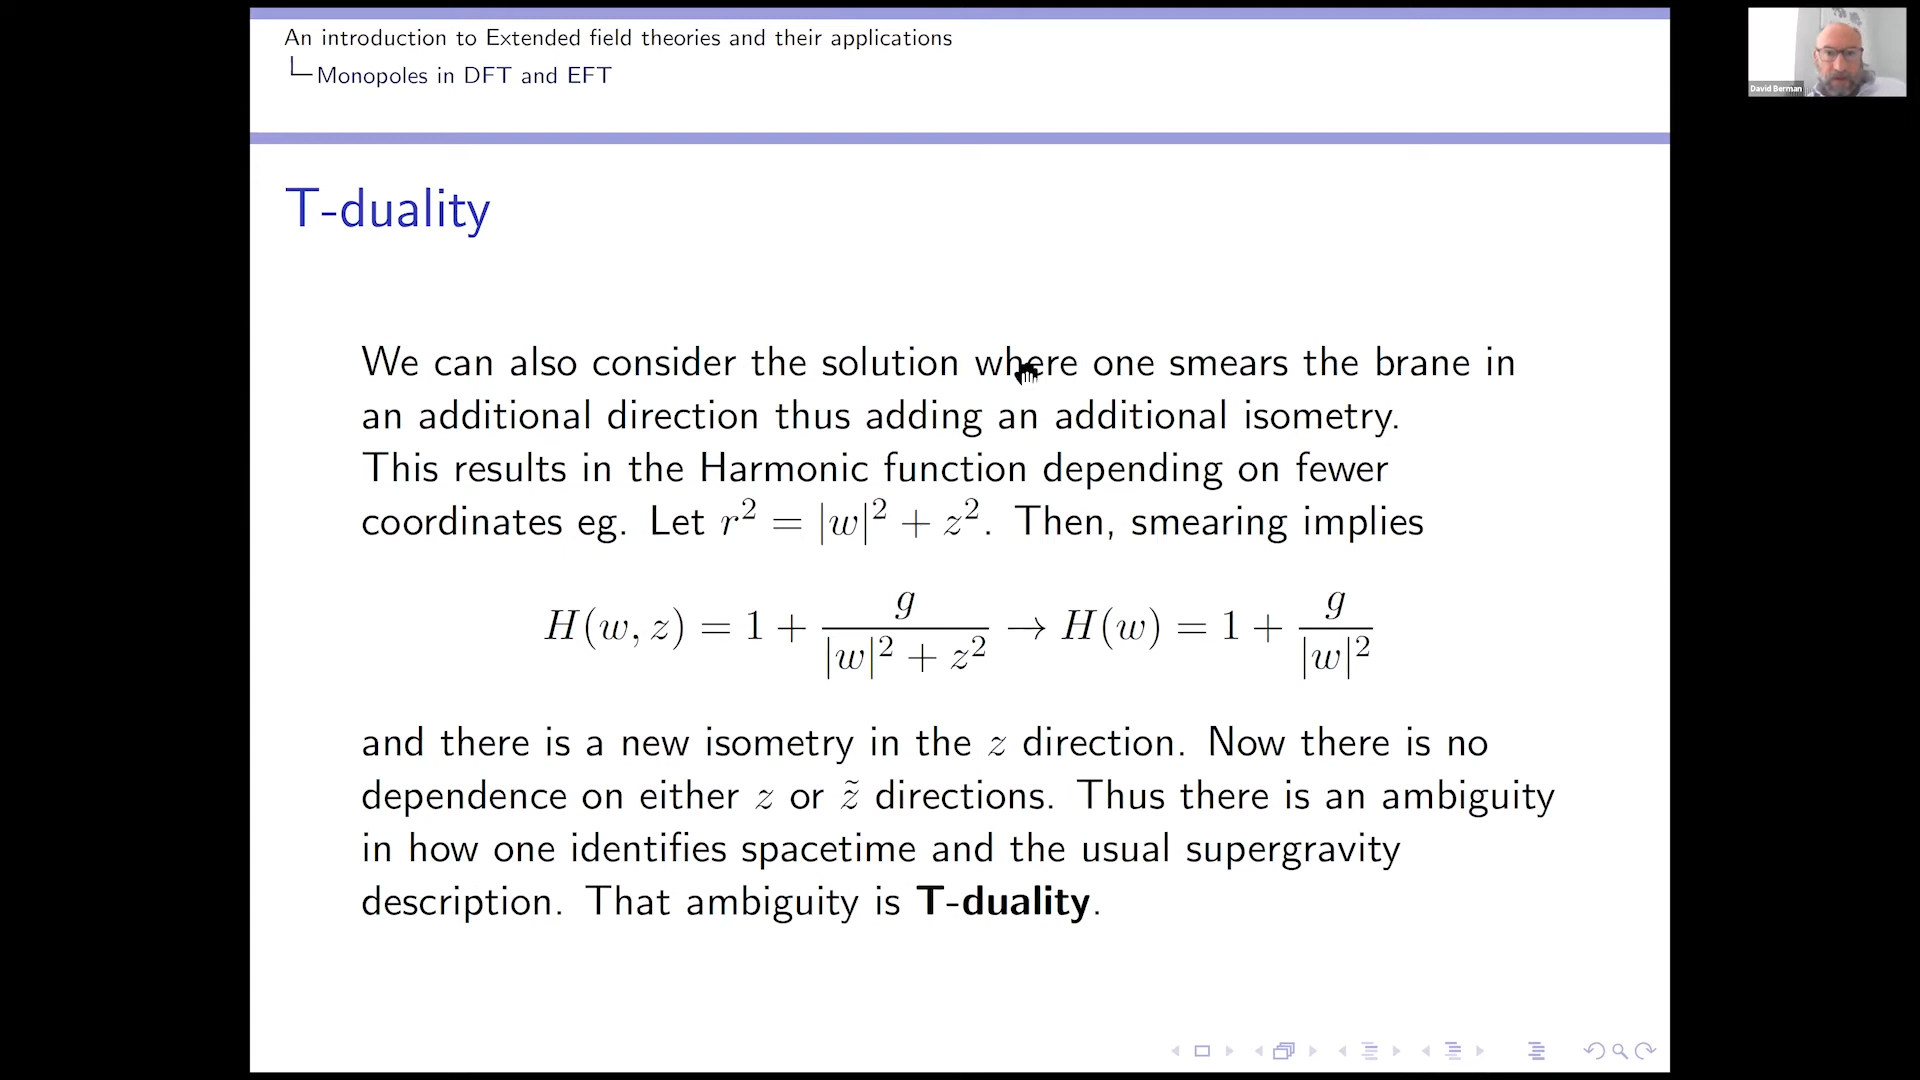 An introduction to Extended field theories and their applications
Monopoles in DFT and EFT
David Berman
T-duality
We can also consider the solution where one smears the brane in
an additional direction thus adding an additional isometry.
This results in the Harmonic function depending on fewer
coordinates eg. Let r² = |w|² + z². Then, smearing implies
H(w, z) = 1 + g / (|w|² + z²) → H(w) = 1 + g / |w|²
and there is a new isometry in the z direction. Now there is no
dependence on either z or z̃ directions. Thus there is an ambiguity
in how one identifies spacetime and the usual supergravity
description. That ambiguity is T-duality.